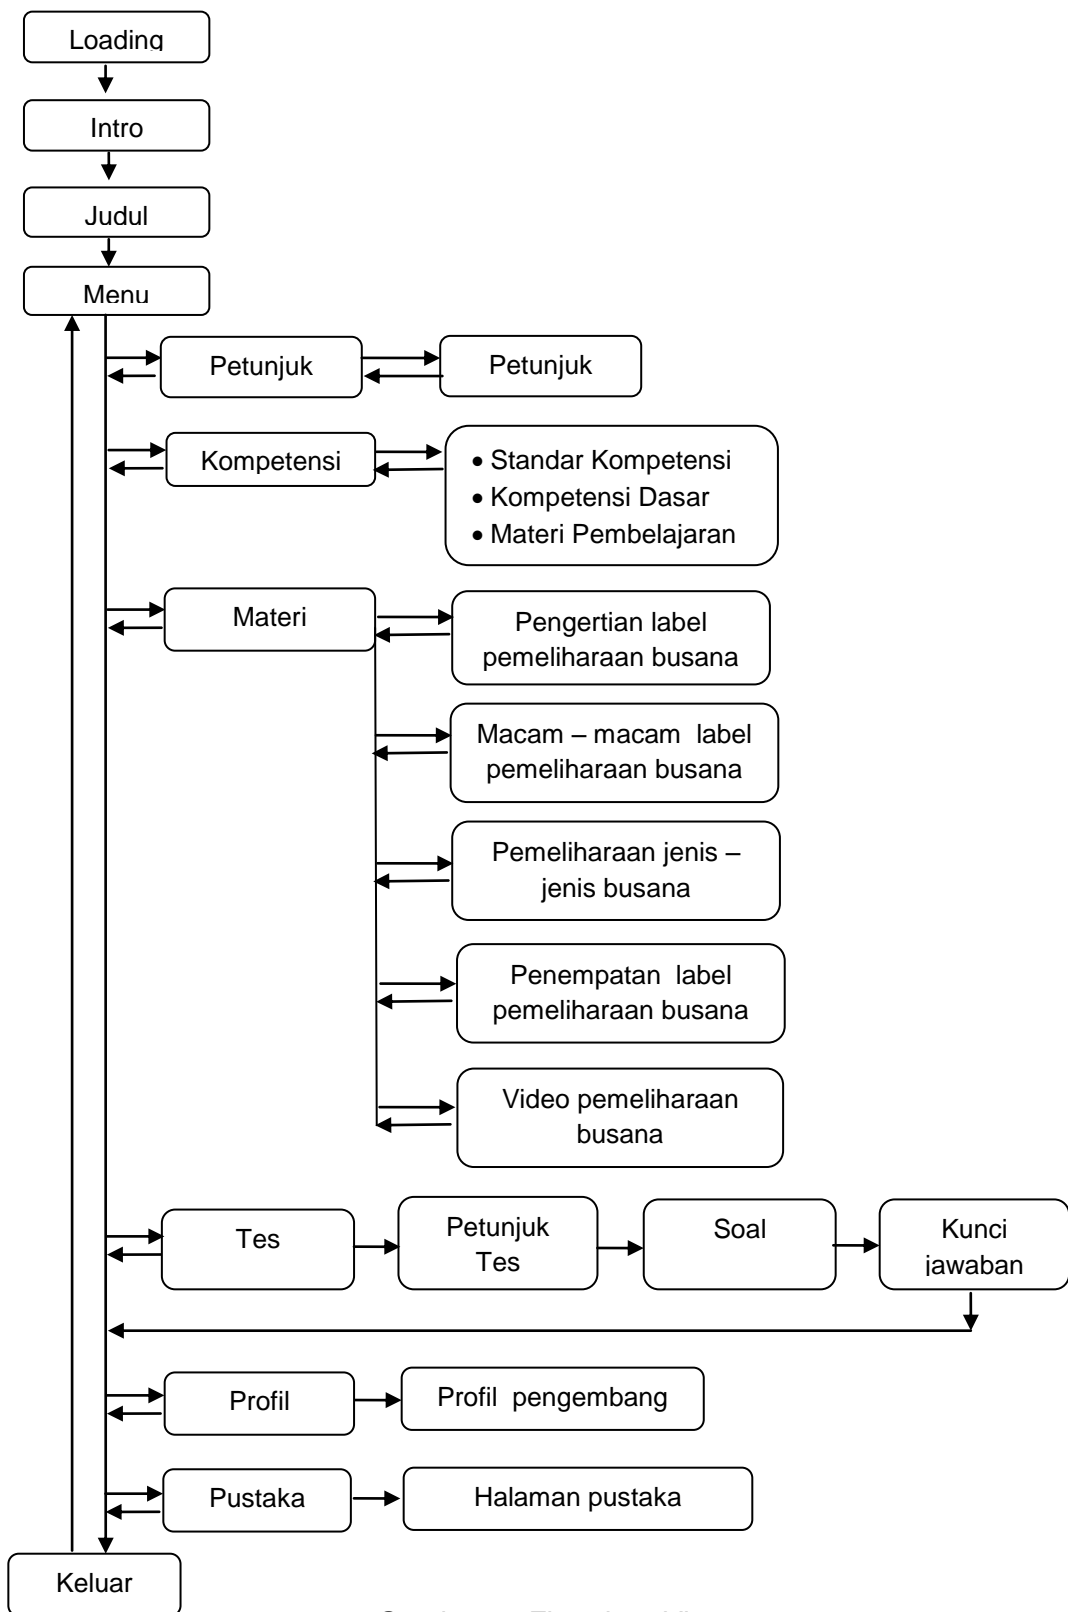 Loading
Intro
Judul
Menu
Petunjuk
Petunjuk
Kompetensi
• Standar Kompetensi
• Kompetensi Dasar
• Materi Pembelajaran
Materi
Pengertian label
pemeliharaan busana
Macam – macam label
pemeliharaan busana
Pemeliharaan jenis –
jenis busana
Penempatan label
pemeliharaan busana
Video pemeliharaan
busana
Tes
Petunjuk
Tes
Soal
Kunci
jawaban
Profil
Profil pengembang
Pustaka
Halaman pustaka
Keluar